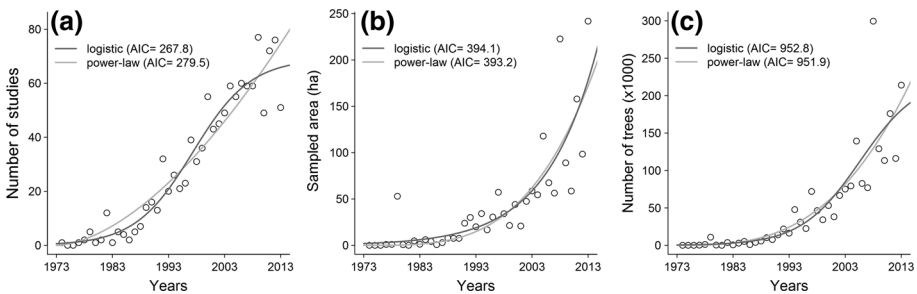 (a)
logistic (AIC= 267.8)
power-law (AIC= 279.5)
Number of studies
80
60
40
20
0
1973 1983 1993 2003 2013
Years
(b)
logistic (AIC= 394.1)
power-law (AIC= 393.2)
Sampled area (ha)
250
200
150
100
50
0
1973 1983 1993 2003 2013
Years
(c)
logistic (AIC= 952.8)
power-law (AIC= 951.9)
Number of trees (x1000)
300
250
200
150
100
50
0
1973 1983 1993 2003 2013
Years